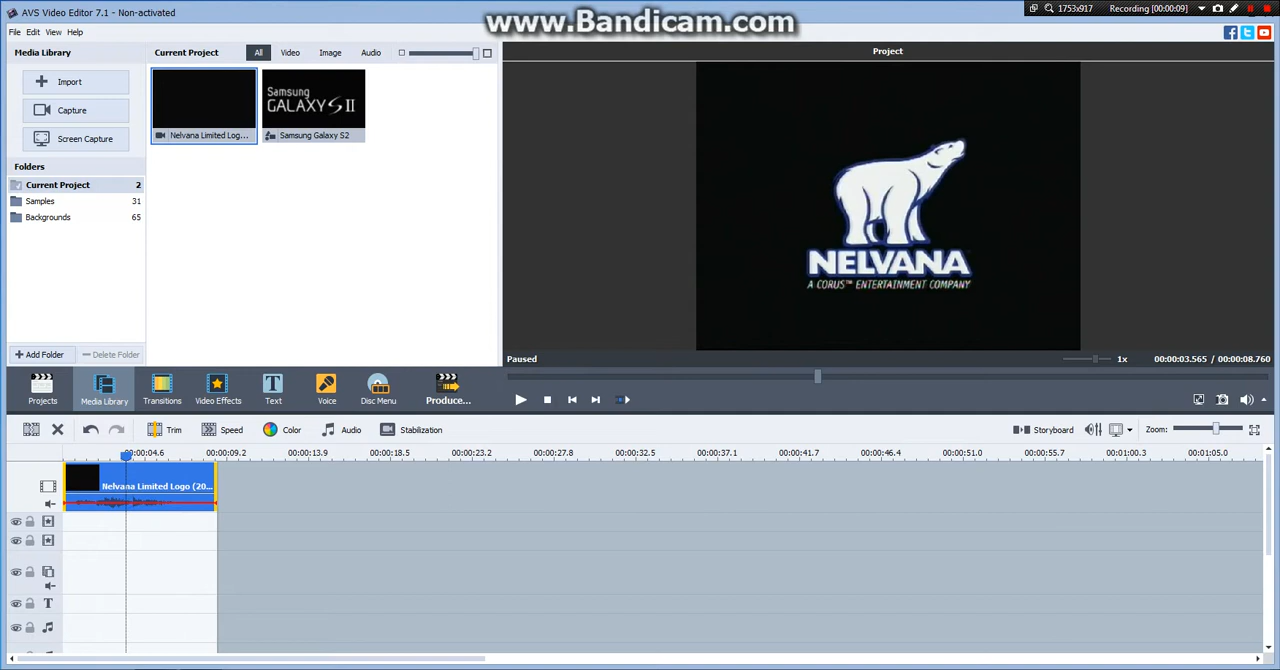 AVS Video Editor 7.1 - Non-activated
www.Bandicam.com
1753x917
Recording [00:00:09]
File Edit View Help
Media Library
Current Project
All
Video
Image
Audio
Project
Import
Capture
Screen Capture
Folders
Current Project 2
Samples 31
Backgrounds 65
Samsung
GALAXY S II
Nelvana Limited Log...
Samsung Galaxy S2
NELVANA
A CORUS™ ENTERTAINMENT COMPANY
Add Folder
Delete Folder
Paused
1x
00:00:03.565 / 00:00:08.760
Projects
Media Library
Transitions
Video Effects
T
Text
Voice
Disc Menu
Produce...
Trim
Speed
Color
Audio
Stabilization
Storyboard
Zoom:
00:00:04.6 00:00:09.2 00:00:13.9 00:00:18.5 00:00:23.2 00:00:27.8 00:00:32.5 00:00:37.1 00:00:41.7 00:00:46.4 00:00:51.0 00:00:55.7 00:01:00.3 00:01:05.0
Nelvana Limited Logo (20...
T